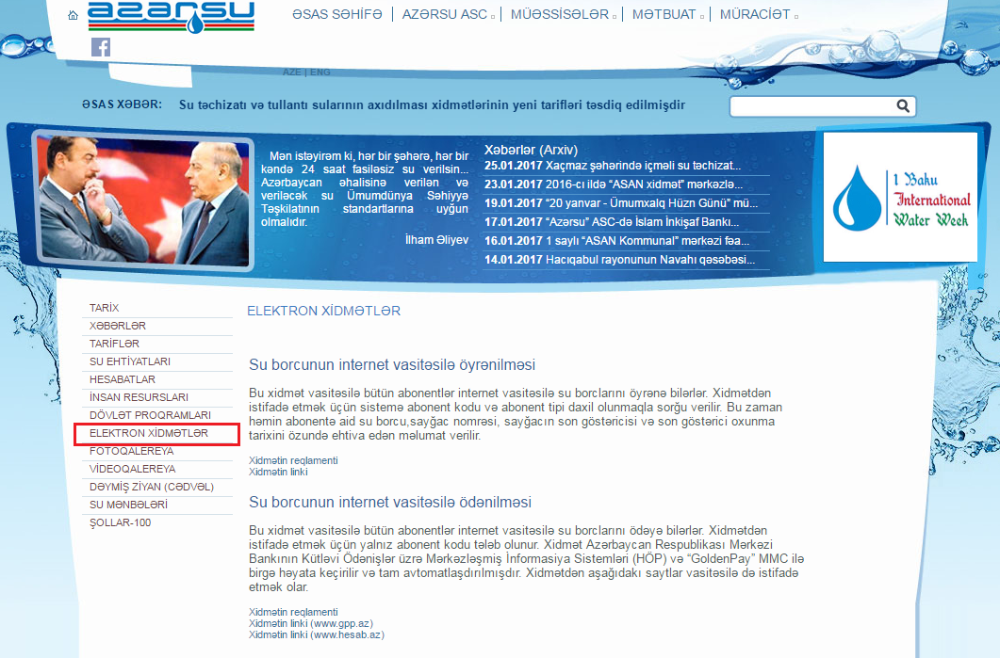 azərsu
ƏSAS SƏHİFƏ | AZƏRSU ASC | MÜƏSSİSƏLƏR | MƏTBUAT | MÜRACİƏT
AZE | ENG
ƏSAS XƏBƏR: Su təchizatı və tullantı sularının axıdılması xidmətlərinin yeni tarifləri təsdiq edilmişdir
Mən istəyirəm ki, hər bir şəhərə, hər bir
kəndə 24 saat fasiləsiz su verilsin...
Azərbaycan əhalisinə verilən və
veriləcək su Ümumdünya Səhiyyə
Təşkilatının standartlarına uyğun
olmalıdır.
İlham Əliyev
Xəbərlər (Arxiv)
25.01.2017 Xaçmaz şəhərində içməli su təchizat...
23.01.2017 2016-cı ildə “ASAN xidmət” mərkəzlə...
19.01.2017 “20 yanvar - Ümumxalq Hüzn Günü” mü...
17.01.2017 “Azərsu” ASC-də İslam İnkişaf Bankı...
16.01.2017 1 saylı “ASAN Kommunal” mərkəzi fəa...
14.01.2017 Hacıqabul rayonunun Navahı qəsəbəsi...
1 Baku
International
Water Week
TARİX
XƏBƏRLƏR
TARİFLƏR
SU EHTİYATLARI
HESABATLAR
İNSAN RESURSLARI
DÖVLƏT PROQRAMLARI
ELEKTRON XİDMƏTLƏR
FOTOQALEREYA
VİDEOQALEREYA
DƏYMİŞ ZİYAN (CƏDVƏL)
SU MƏNBƏLƏRİ
ŞOLLAR-100
ELEKTRON XİDMƏTLƏR
Su borcunun internet vasitəsilə öyrənilməsi
Bu xidmət vasitəsilə bütün abonentlər internet vasitəsilə su borclarını öyrənə bilərlər. Xidmətdən
istifadə etmək üçün sistemə abonent kodu və abonent tipi daxil olunmaqla sorğu verilir. Bu zaman
həmin abonentə aid su borcu,sayğac nomrəsi, sayğacın son göstəricisi və son göstərici oxunma
tarixini özündə ehtiva edən məlumat verilir.
Xidmətin reqlamenti
Xidmətin linki
Su borcunun internet vasitəsilə ödənilməsi
Bu xidmət vasitəsilə bütün abonentlər internet vasitəsilə su borclarını ödəyə bilərlər. Xidmətdən
istifadə etmək üçün yalnız abonent kodu tələb olunur. Xidmət Azərbaycan Respublikası Mərkəzi
Bankının Kütləvi Ödənişlər üzrə Mərkəzləşmiş İnformasiya Sistemləri (HÖP) və “GoldenPay” MMC ilə
birgə həyata keçirilir və tam avtomatlaşdırılmışdır. Xidmətdən aşağıdakı saytlar vasitəsilə də istifadə
etmək olar.
Xidmətin reqlamenti
Xidmətin linki (www.gpp.az)
Xidmətin linki (www.hesab.az)